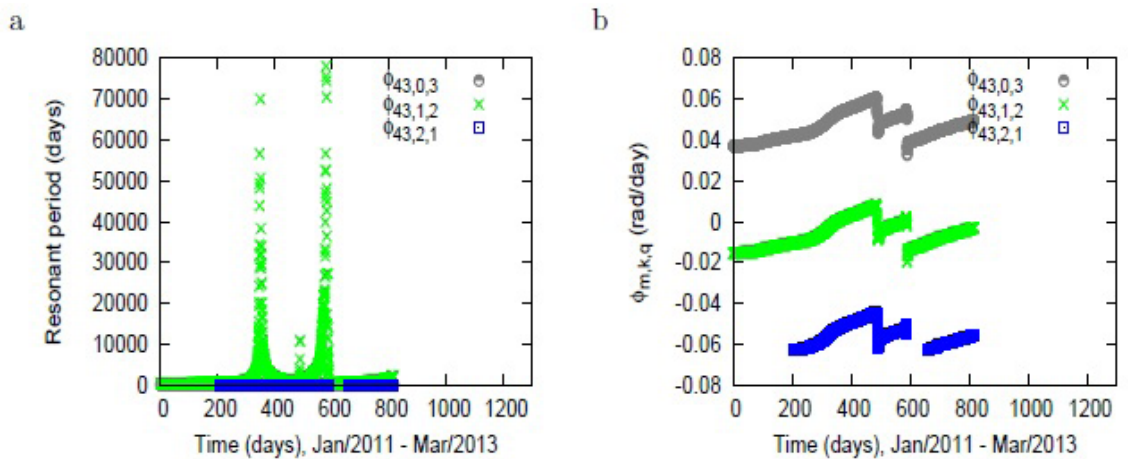 a
80000
70000
60000
50000
40000
30000
20000
10000
0
0 200 400 600 800 1000 1200
Resonant period (days)
Time (days), Jan/2011 - Mar/2013
ϕ43,0,3
ϕ43,1,2
ϕ43,2,1
b
0.08
0.06
0.04
0.02
0
-0.02
-0.04
-0.06
-0.08
0 200 400 600 800 1000 1200
ϕm,k,q (rad/day)
Time (days), Jan/2011 - Mar/2013
ϕ43,0,3
ϕ43,1,2
ϕ43,2,1